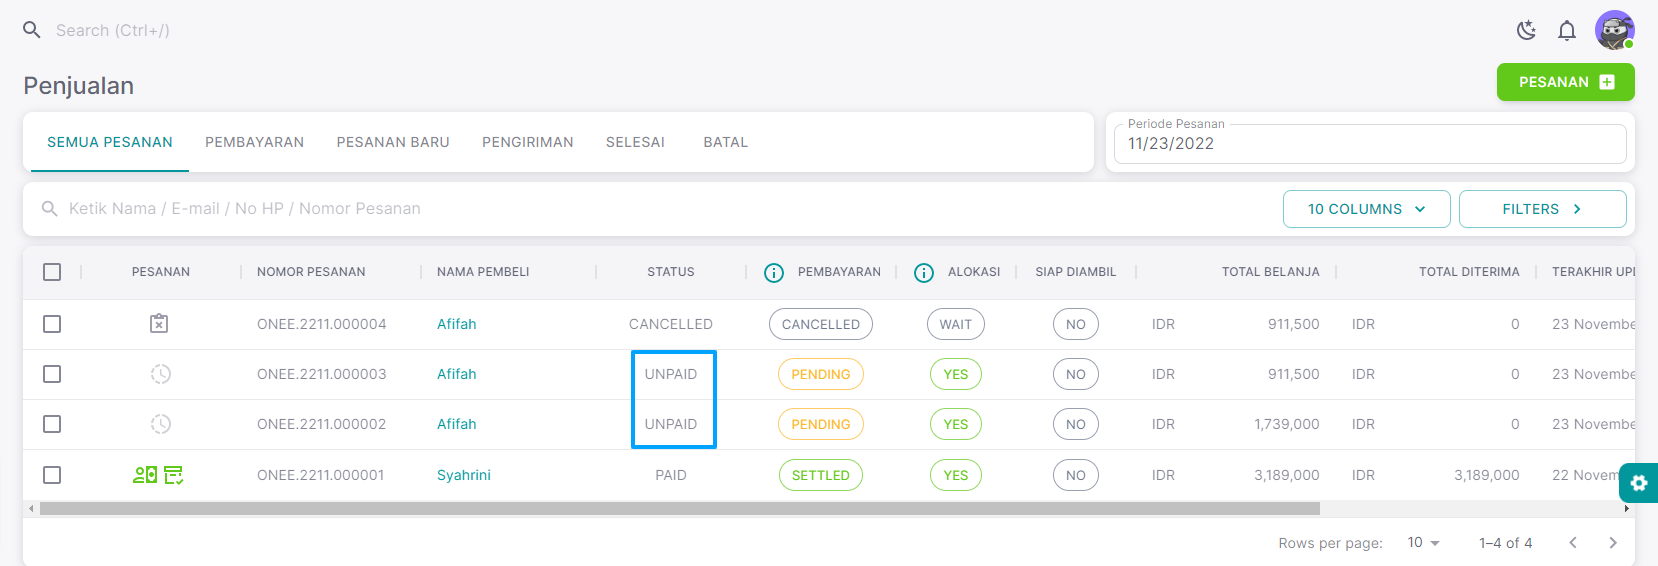 Search (Ctrl+/)
Penjualan
PESANAN
SEMUA PESANAN PEMBAYARAN PESANAN BARU PENGIRIMAN SELESAI BATAL
Periode Pesanan
11/23/2022
Ketik Nama / E-mail / No HP / Nomor Pesanan
10 COLUMNS FILTERS
PESANAN NOMOR PESANAN NAMA PEMBELI STATUS PEMBAYARAN ALOKASI SIAP DIAMBIL TOTAL BELANJA TOTAL DITERIMA TERAKHIR UPI
ONEE.2211.000004 Afifah CANCELLED CANCELLED WAIT NO IDR 911,500 IDR 0 23 Novembe
ONEE.2211.000003 Afifah UNPAID PENDING YES NO IDR 911,500 IDR 0 23 Novembe
ONEE.2211.000002 Afifah UNPAID PENDING YES NO IDR 1,739,000 IDR 0 23 Novembe
ONEE.2211.000001 Syahrini PAID SETTLED YES NO IDR 3,189,000 IDR 3,189,000 22 Novem
Rows per page: 10 1–4 of 4